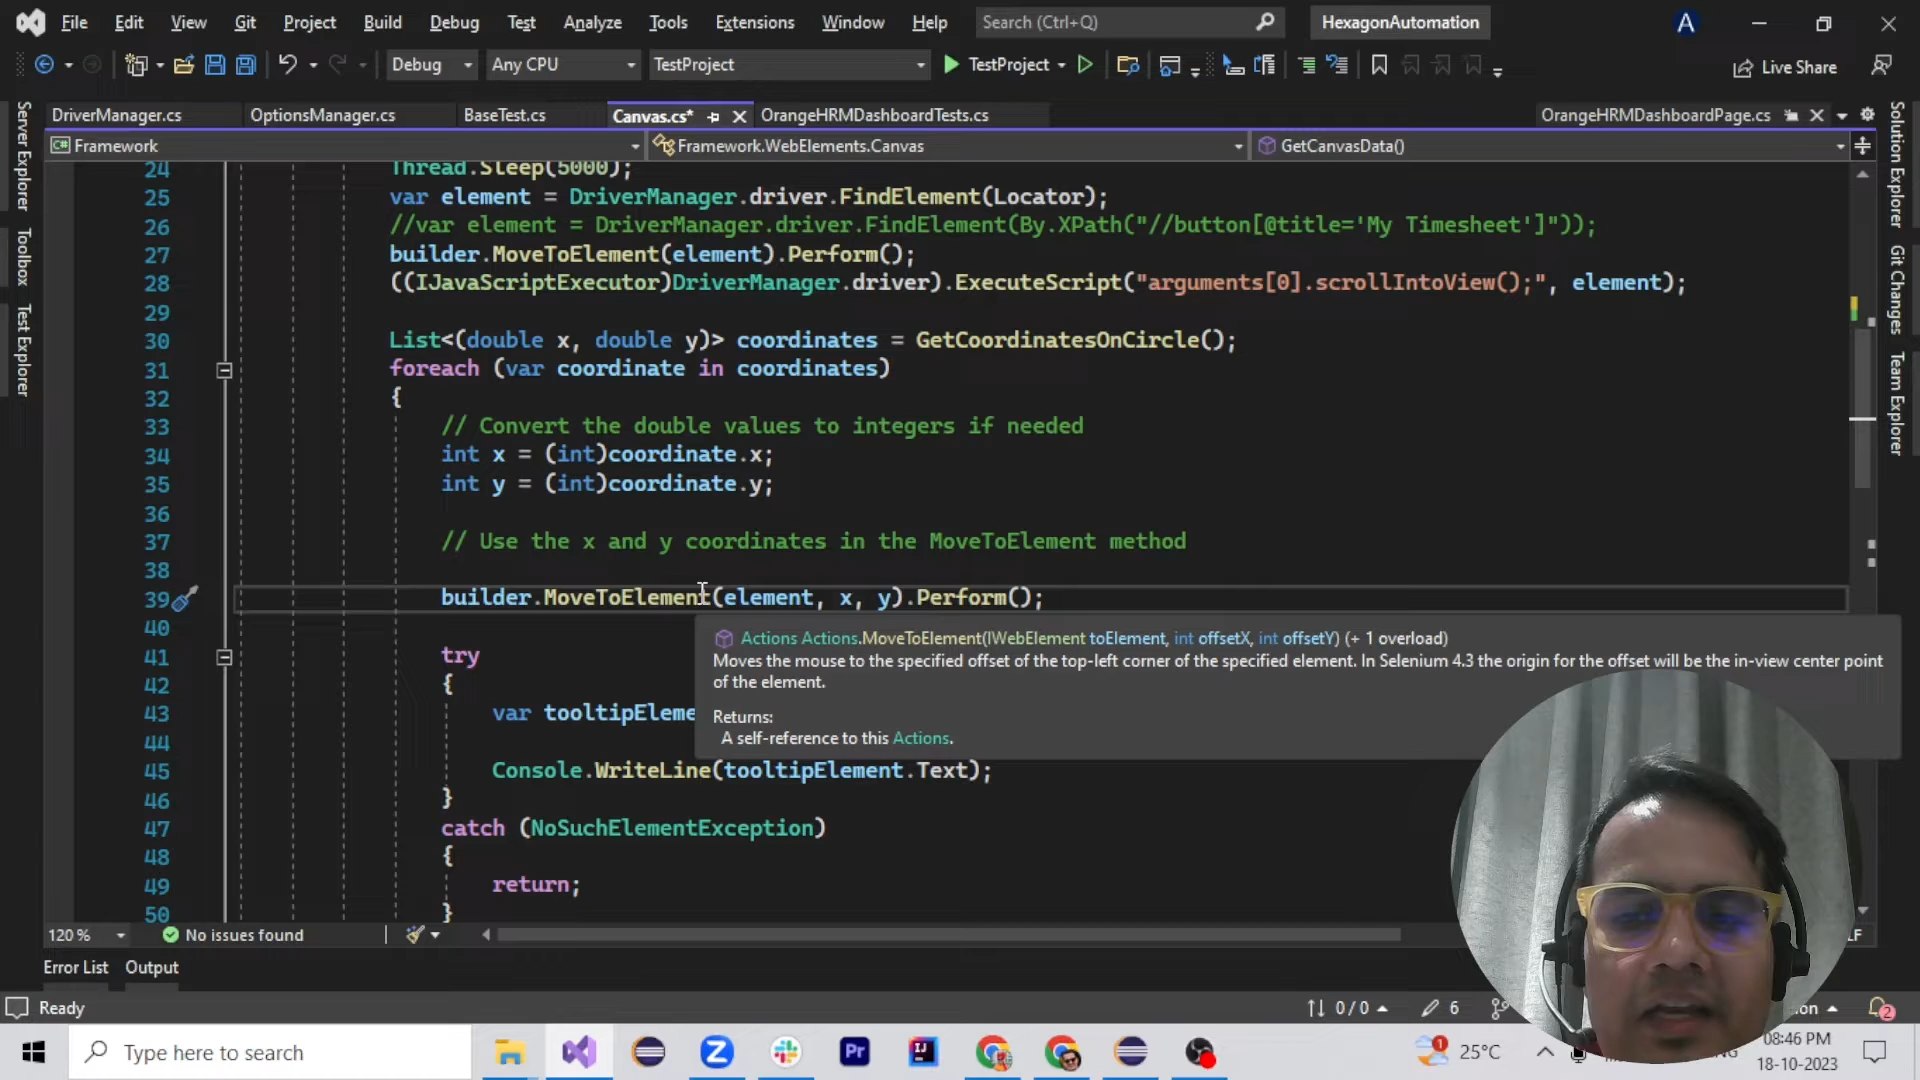 File Edit View Git Project Build Debug Test Analyze Tools Extensions Window Help Search (Ctrl+Q) HexagonAutomation A
Debug Any CPU TestProject TestProject Live Share
DriverManager.cs OptionsManager.cs BaseTest.cs Canvas.cs* OrangeHRMDashboardTests.cs OrangeHRMDashboardPage.cs
Framework Framework.WebElements.Canvas GetCanvasData()
Server Explorer
Toolbox
Test Explorer
Solution Explorer
Git Changes
Team Explorer
24 Thread.Sleep(5000);
25 var element = DriverManager.driver.FindElement(Locator);
26 //var element = DriverManager.driver.FindElement(By.XPath("//button[@title='My Timesheet']"));
27 builder.MoveToElement(element).Perform();
28 ((IJavaScriptExecutor)DriverManager.driver).ExecuteScript("arguments[0].scrollIntoView();", element);
29
30 List<(double x, double y)> coordinates = GetCoordinatesOnCircle();
31 foreach (var coordinate in coordinates)
32 {
33 // Convert the double values to integers if needed
34 int x = (int)coordinate.x;
35 int y = (int)coordinate.y;
36
37 // Use the x and y coordinates in the MoveToElement method
38
39 builder.MoveToElement(element, x, y).Perform();
40
Actions Actions.MoveToElement(IWebElement toElement, int offsetX, int offsetY) (+ 1 overload)
Moves the mouse to the specified offset of the top-left corner of the specified element. In Selenium 4.3 the origin for the offset will be the in-view center point
of the element.
Returns:
A self-reference to this Actions.
41 try
42 {
43 var tooltipEleme
44
45 Console.WriteLine(tooltipElement.Text);
46 }
47 catch (NoSuchElementException)
48 {
49 return;
50 }
120 % No issues found LF
Error List Output
Ready 0 / 0 6 2
Type here to search Z Pr IJ 1 25°C 08:46 PM
18-10-2023